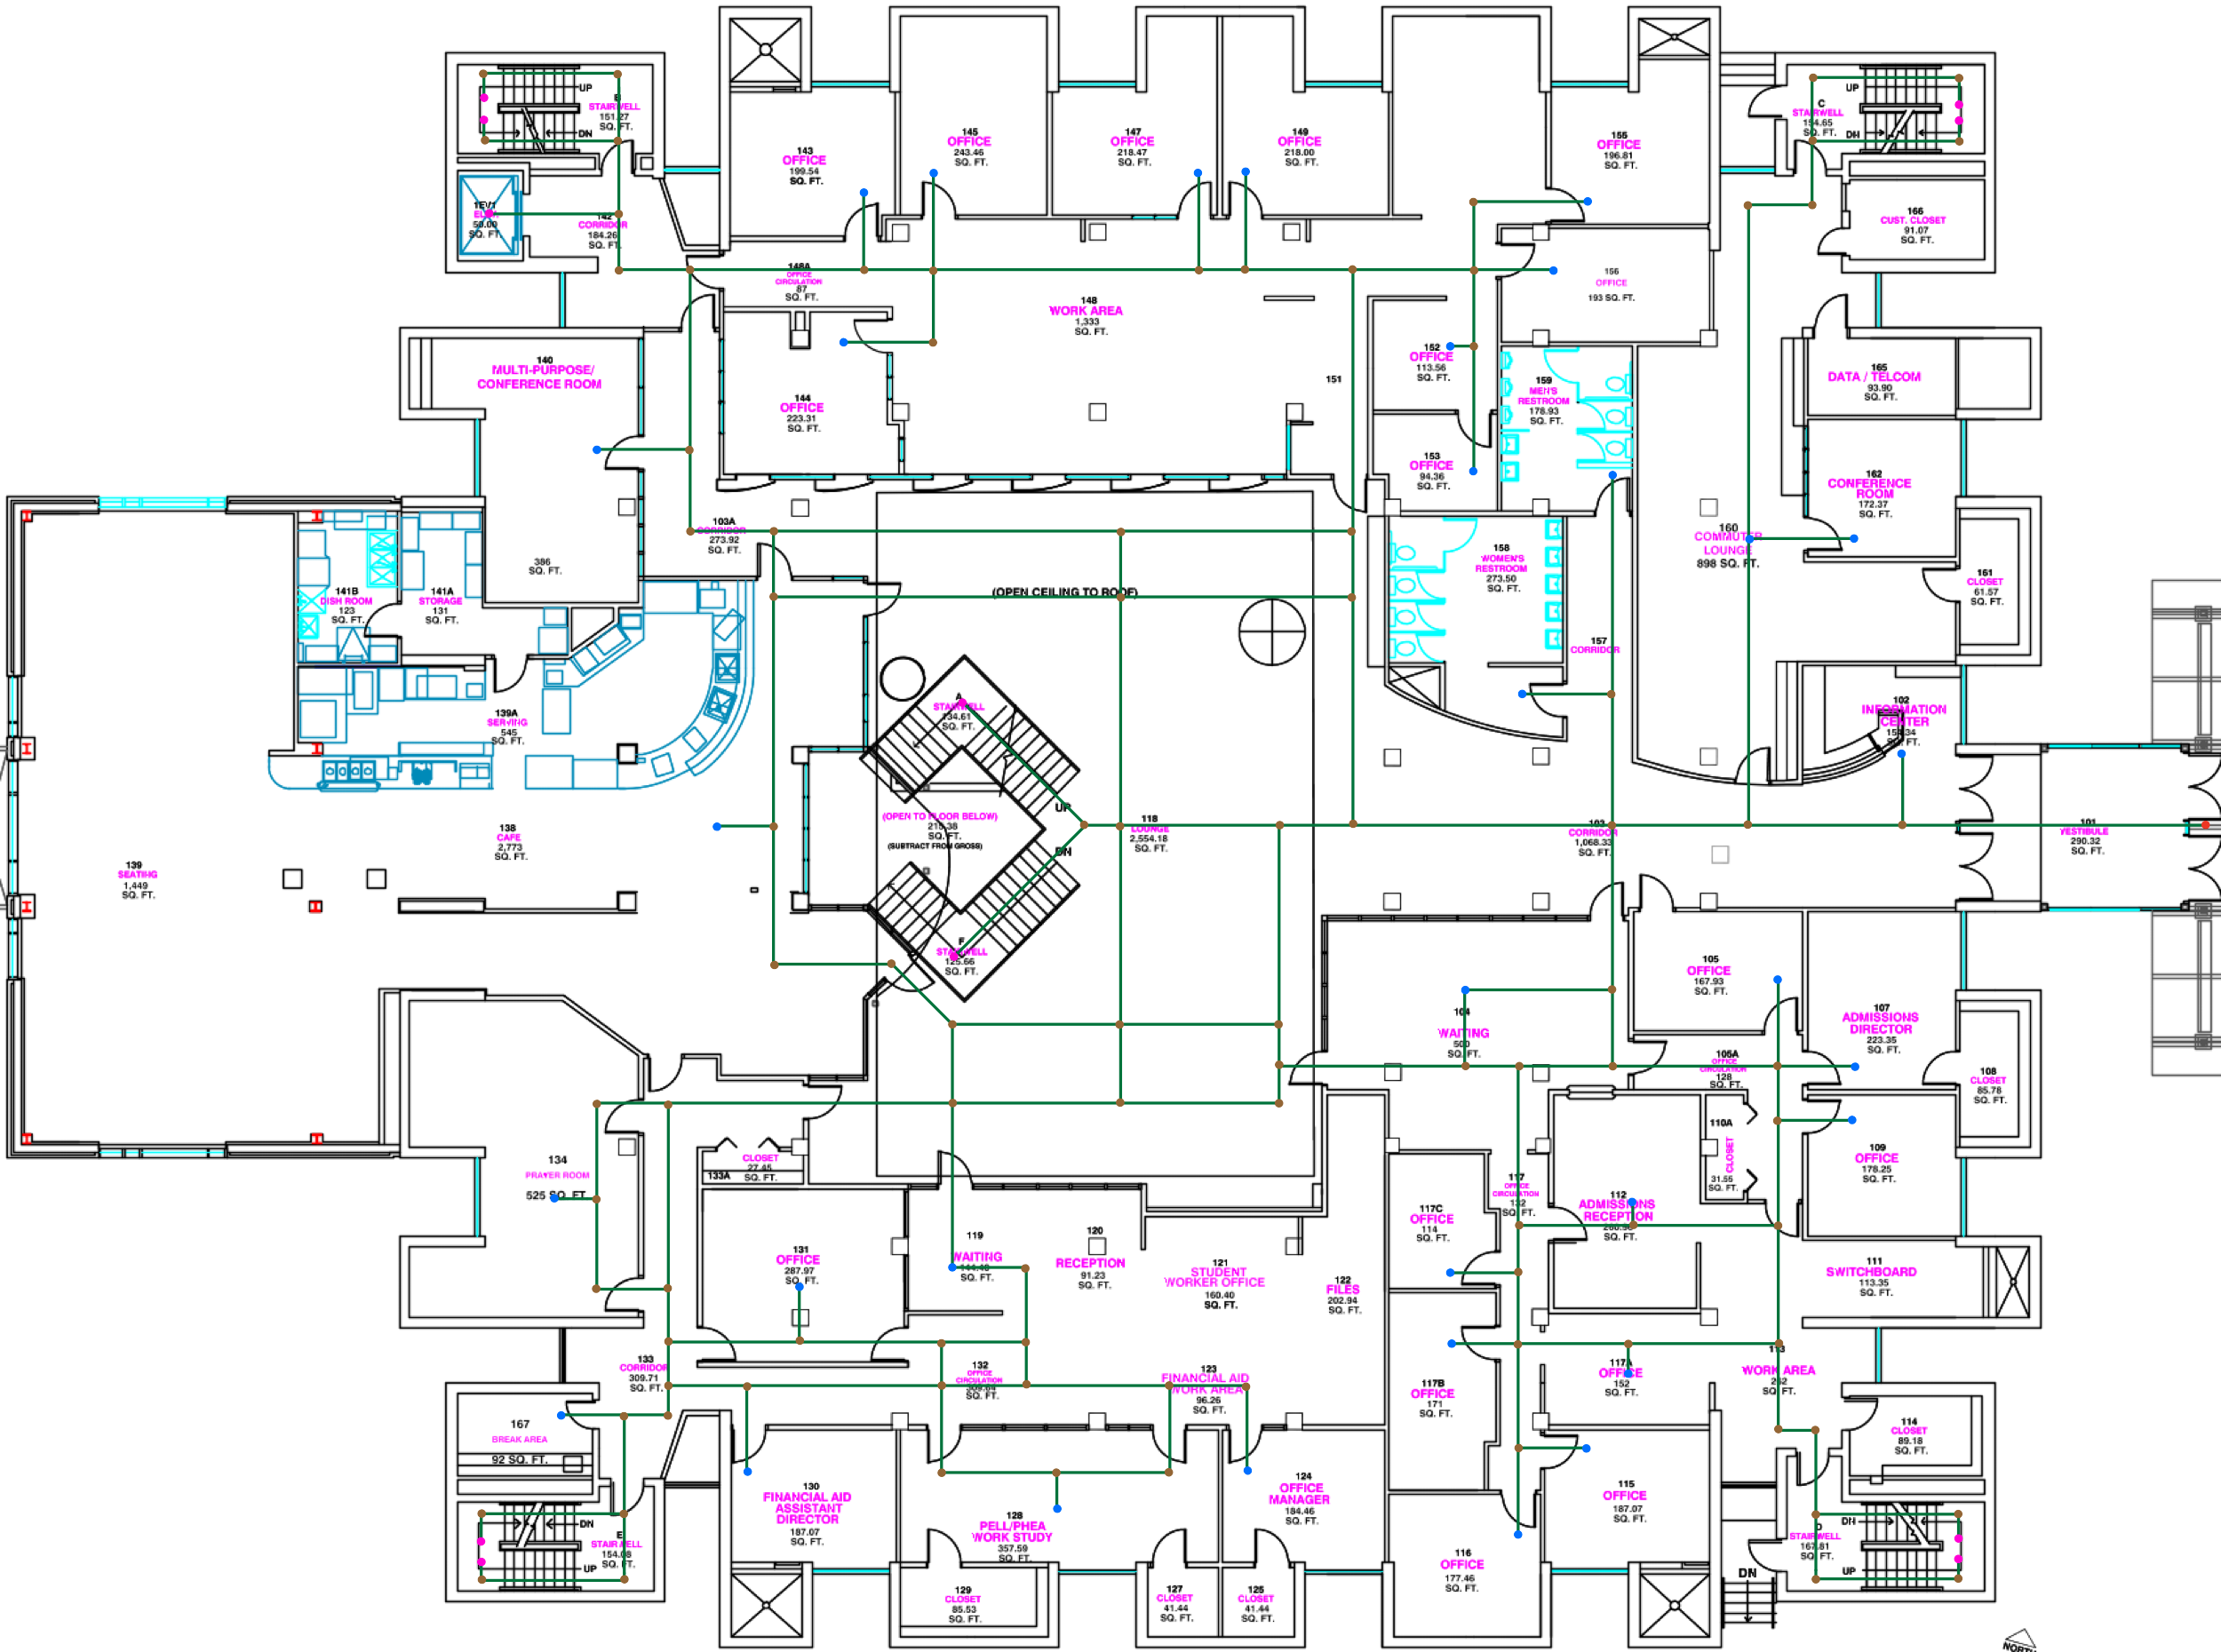 UP
B
STAIRWELL
151.27
SQ. FT.
DN
1EV1
50.00
SQ. FT.
142
CORRIDOR
184.26
SQ. FT.
143
OFFICE
199.54
SQ. FT.
145
OFFICE
243.46
SQ. FT.
147
OFFICE
218.47
SQ. FT.
149
OFFICE
218.00
SQ. FT.
155
OFFICE
196.81
SQ. FT.
UP
C
STAIRWELL
154.65
SQ. FT.
DN
166
CUST. CLOSET
91.07
SQ. FT.
148A
OFFICE
CIRCULATION
87
SQ. FT.
148
WORK AREA
1,333
SQ. FT.
156
OFFICE
193 SQ. FT.
140
MULTI-PURPOSE/
CONFERENCE ROOM
386
SQ. FT.
144
OFFICE
223.31
SQ. FT.
151
152
OFFICE
113.56
SQ. FT.
153
OFFICE
94.36
SQ. FT.
159
MEN'S
RESTROOM
178.93
SQ. FT.
165
DATA / TELCOM
93.90
SQ. FT.
162
CONFERENCE
ROOM
172.37
SQ. FT.
160
COMMUTER
LOUNGE
898 SQ. FT.
161
CLOSET
61.57
SQ. FT.
103A
CORRIDOR
273.92
SQ. FT.
158
WOMEN'S
RESTROOM
273.50
SQ. FT.
157
CORRIDOR
141B
DISH ROOM
123
SQ. FT.
141A
STORAGE
131
SQ. FT.
(OPEN CEILING TO ROOF)
139A
SERVING
545
SQ. FT.
A
STAIRWELL
134.61
SQ. FT.
102
INFORMATION
CENTER
SQ. FT.
UP
(OPEN TO FLOOR BELOW)
SQ. FT.
(SUBTRACT FROM GROSS)
DN
118
LOUNGE
2,554.18
SQ. FT.
103
CORRIDOR
1,068.33
SQ. FT.
101
VESTIBULE
290.32
SQ. FT.
138
CAFE
2,773
SQ. FT.
139
SEATING
1,449
SQ. FT.
F
STAIRWELL
125.66
SQ. FT.
105
OFFICE
167.93
SQ. FT.
104
WAITING
500
SQ. FT.
107
ADMISSIONS
DIRECTOR
223.35
SQ. FT.
105A
OFFICE
CIRCULATION
128
SQ. FT.
108
CLOSET
85.78
SQ. FT.
110A
CLOSET
31.55
SQ. FT.
109
OFFICE
178.25
SQ. FT.
134
PRAYER ROOM
525 SQ. FT
CLOSET
27.45
SQ. FT.
133A
117C
OFFICE
114
SQ. FT.
117
OFFICE
CIRCULATION
132
SQ. FT.
112
ADMISSIONS
RECEPTION
SQ. FT.
131
OFFICE
287.97
SQ. FT.
119
WAITING
SQ. FT.
120
RECEPTION
91.23
SQ. FT.
121
STUDENT
WORKER OFFICE
160.40
SQ. FT.
122
FILES
202.94
SQ. FT.
111
SWITCHBOARD
113.35
SQ. FT.
133
CORRIDOR
309.71
SQ. FT.
132
OFFICE
CIRCULATION
SQ. FT.
123
FINANCIAL AID
WORK AREA
96.26
SQ. FT.
117B
OFFICE
171
SQ. FT.
117A
OFFICE
152
SQ. FT.
113
WORK AREA
SQ. FT.
114
CLOSET
89.18
SQ. FT.
167
BREAK AREA
92 SQ. FT.
DN
E
STAIRWELL
SQ. FT.
UP
130
FINANCIAL AID
ASSISTANT
DIRECTOR
187.07
SQ. FT.
128
PELL/PHEA
WORK STUDY
357.59
SQ. FT.
124
OFFICE
MANAGER
184.46
SQ. FT.
116
OFFICE
177.46
SQ. FT.
115
OFFICE
187.07
SQ. FT.
DN
D
STAIRWELL
167.81
SQ. FT.
UP
DN
129
CLOSET
85.53
SQ. FT.
127
CLOSET
41.44
SQ. FT.
125
CLOSET
41.44
SQ. FT.
NORTH